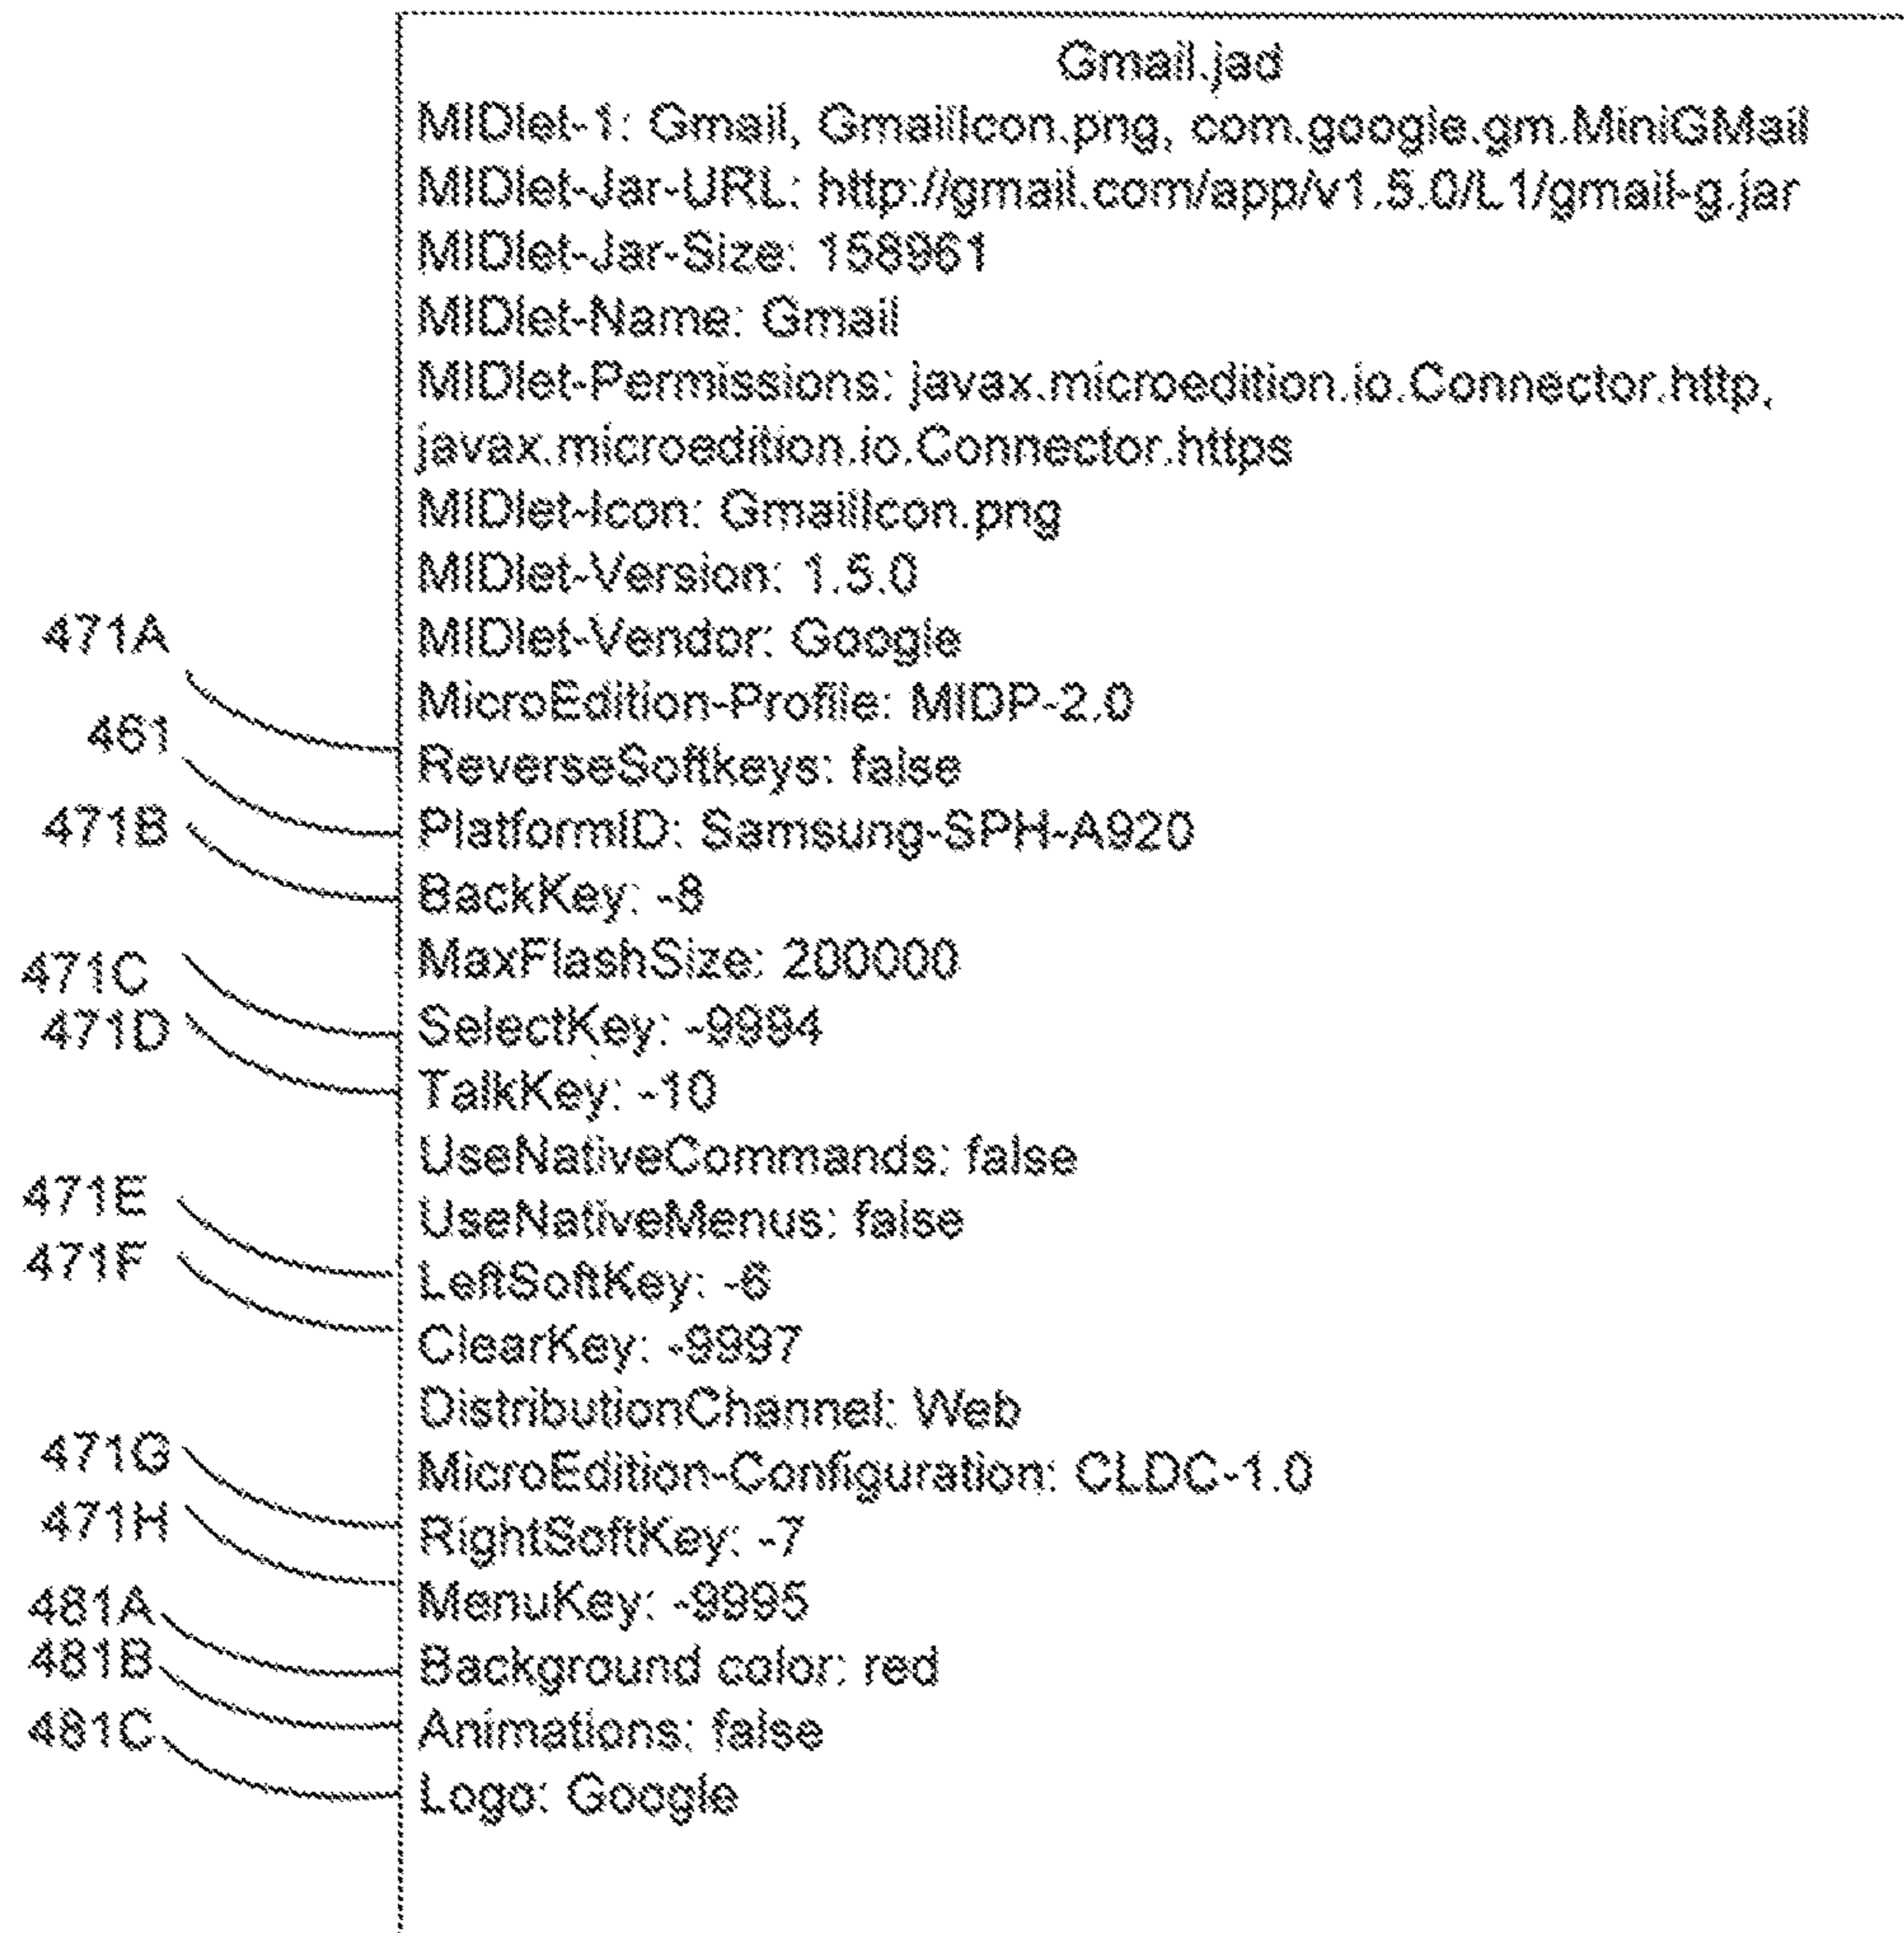 Gmail.jad
MIDlet-1: Gmail, GmailIcon.png, com.google.gm.MiniGMail
MIDlet-Jar-URL: http://gmail.com/app/v1.5.0/L1/gmail-g.jar
MIDlet-Jar-Size: 158961
MIDlet-Name: Gmail
MIDlet-Permissions: javax.microedition.io.Connector.http,
javax.microedition.io.Connector.https
MIDlet-Icon: GmailIcon.png
MIDlet-Version: 1.5.0
471A MIDlet-Vendor: Google
MicroEdition-Profile: MIDP-2.0
461 ReverseSoftkeys: false
471B PlatformID: Samsung-SPH-A920
BackKey: -8
471C MaxFlashSize: 200000
471D SelectKey: -9994
TalkKey: -10
UseNativeCommands: false
471E UseNativeMenus: false
471F LeftSoftKey: -6
ClearKey: -9997
DistributionChannel: Web
471G MicroEdition-Configuration: CLDC-1.0
471H RightSoftKey: -7
481A MenuKey: -9995
481B Background color: red
481C Animations: false
Logo: Google